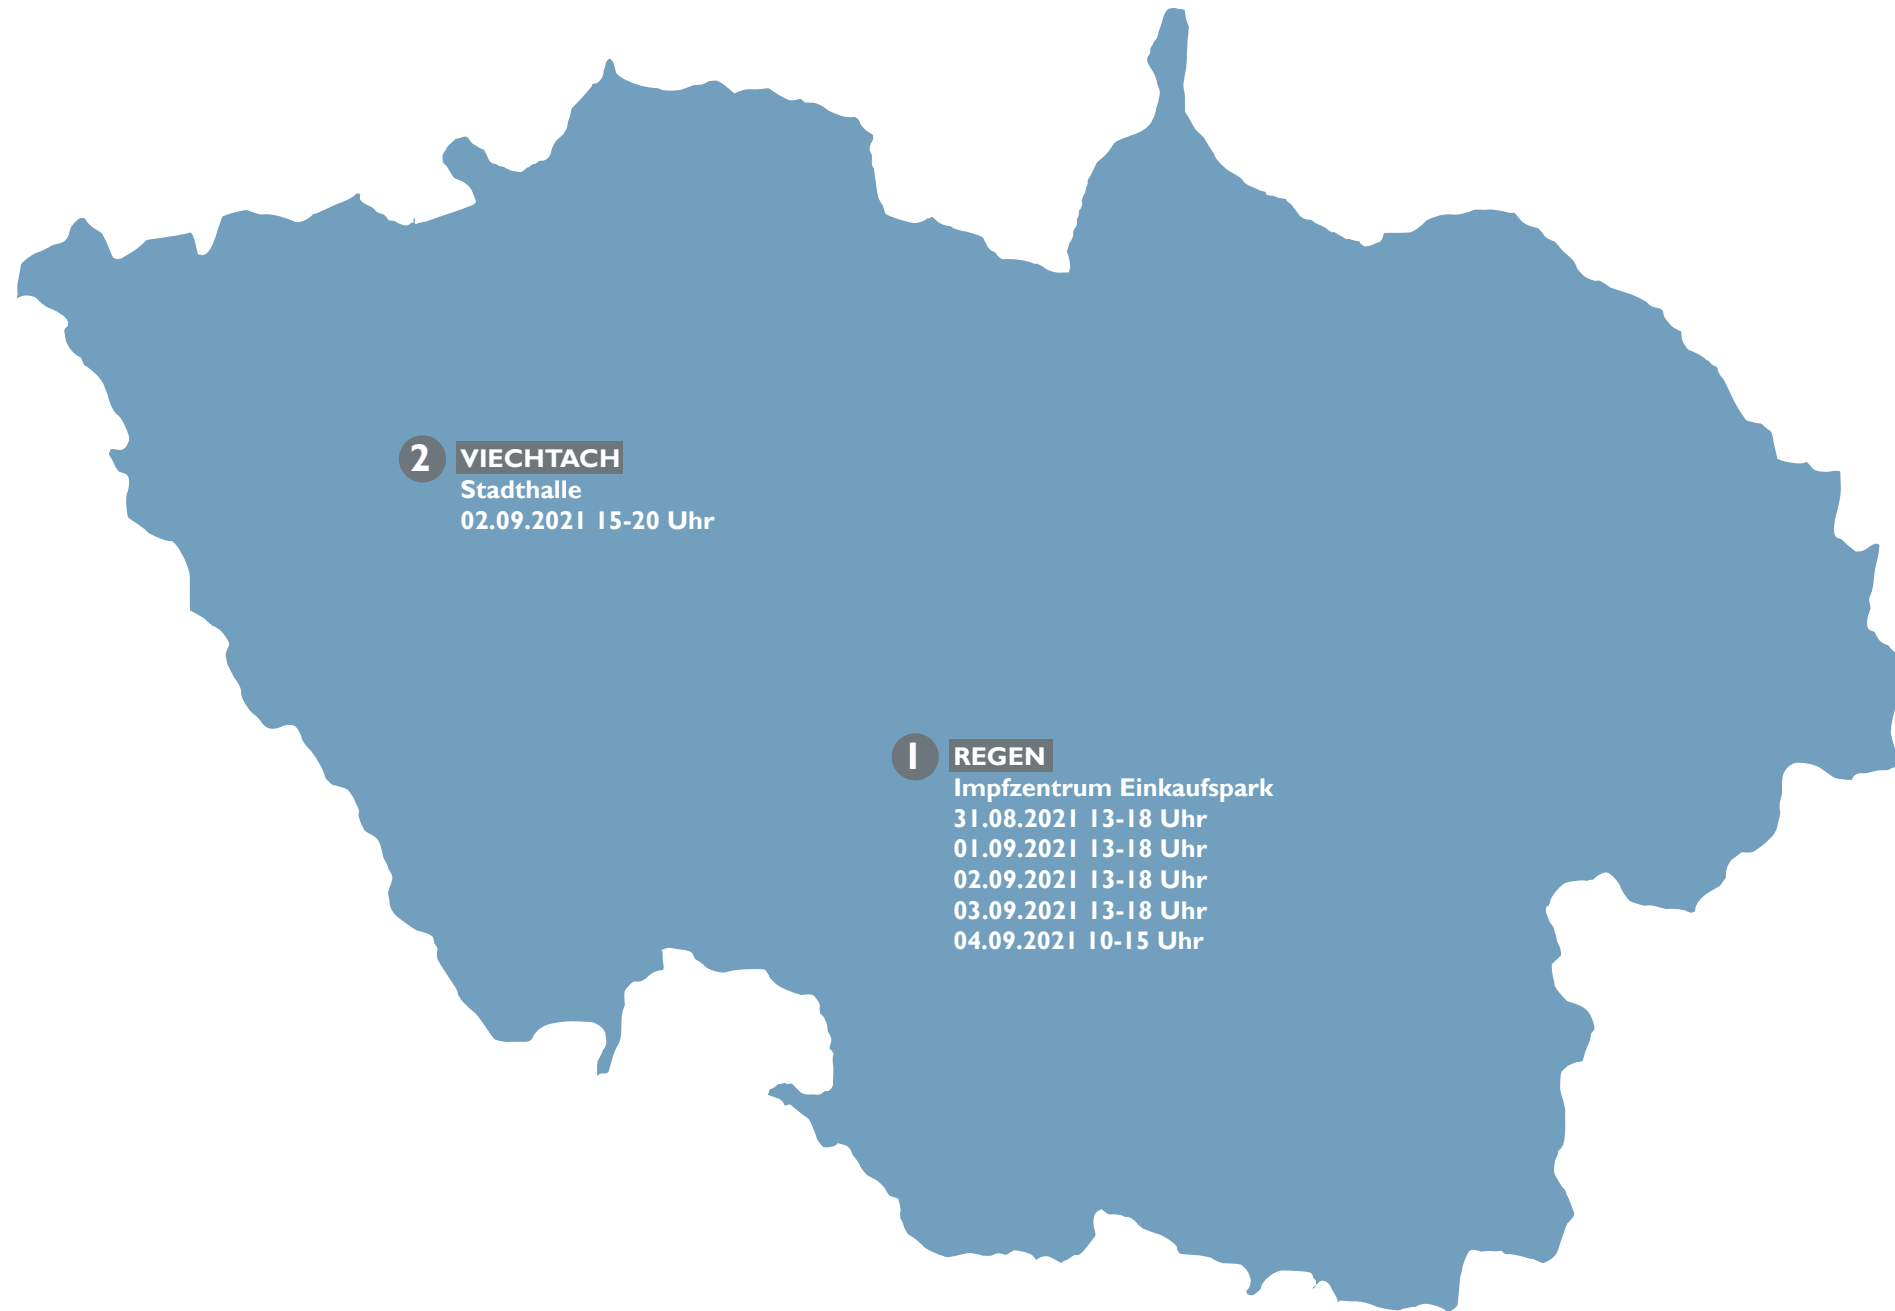 2 VIECHTACH
Stadthalle
02.09.2021 15-20 Uhr
1 REGEN
Impfzentrum Einkaufspark
31.08.2021 13-18 Uhr
01.09.2021 13-18 Uhr
02.09.2021 13-18 Uhr
03.09.2021 13-18 Uhr
04.09.2021 10-15 Uhr